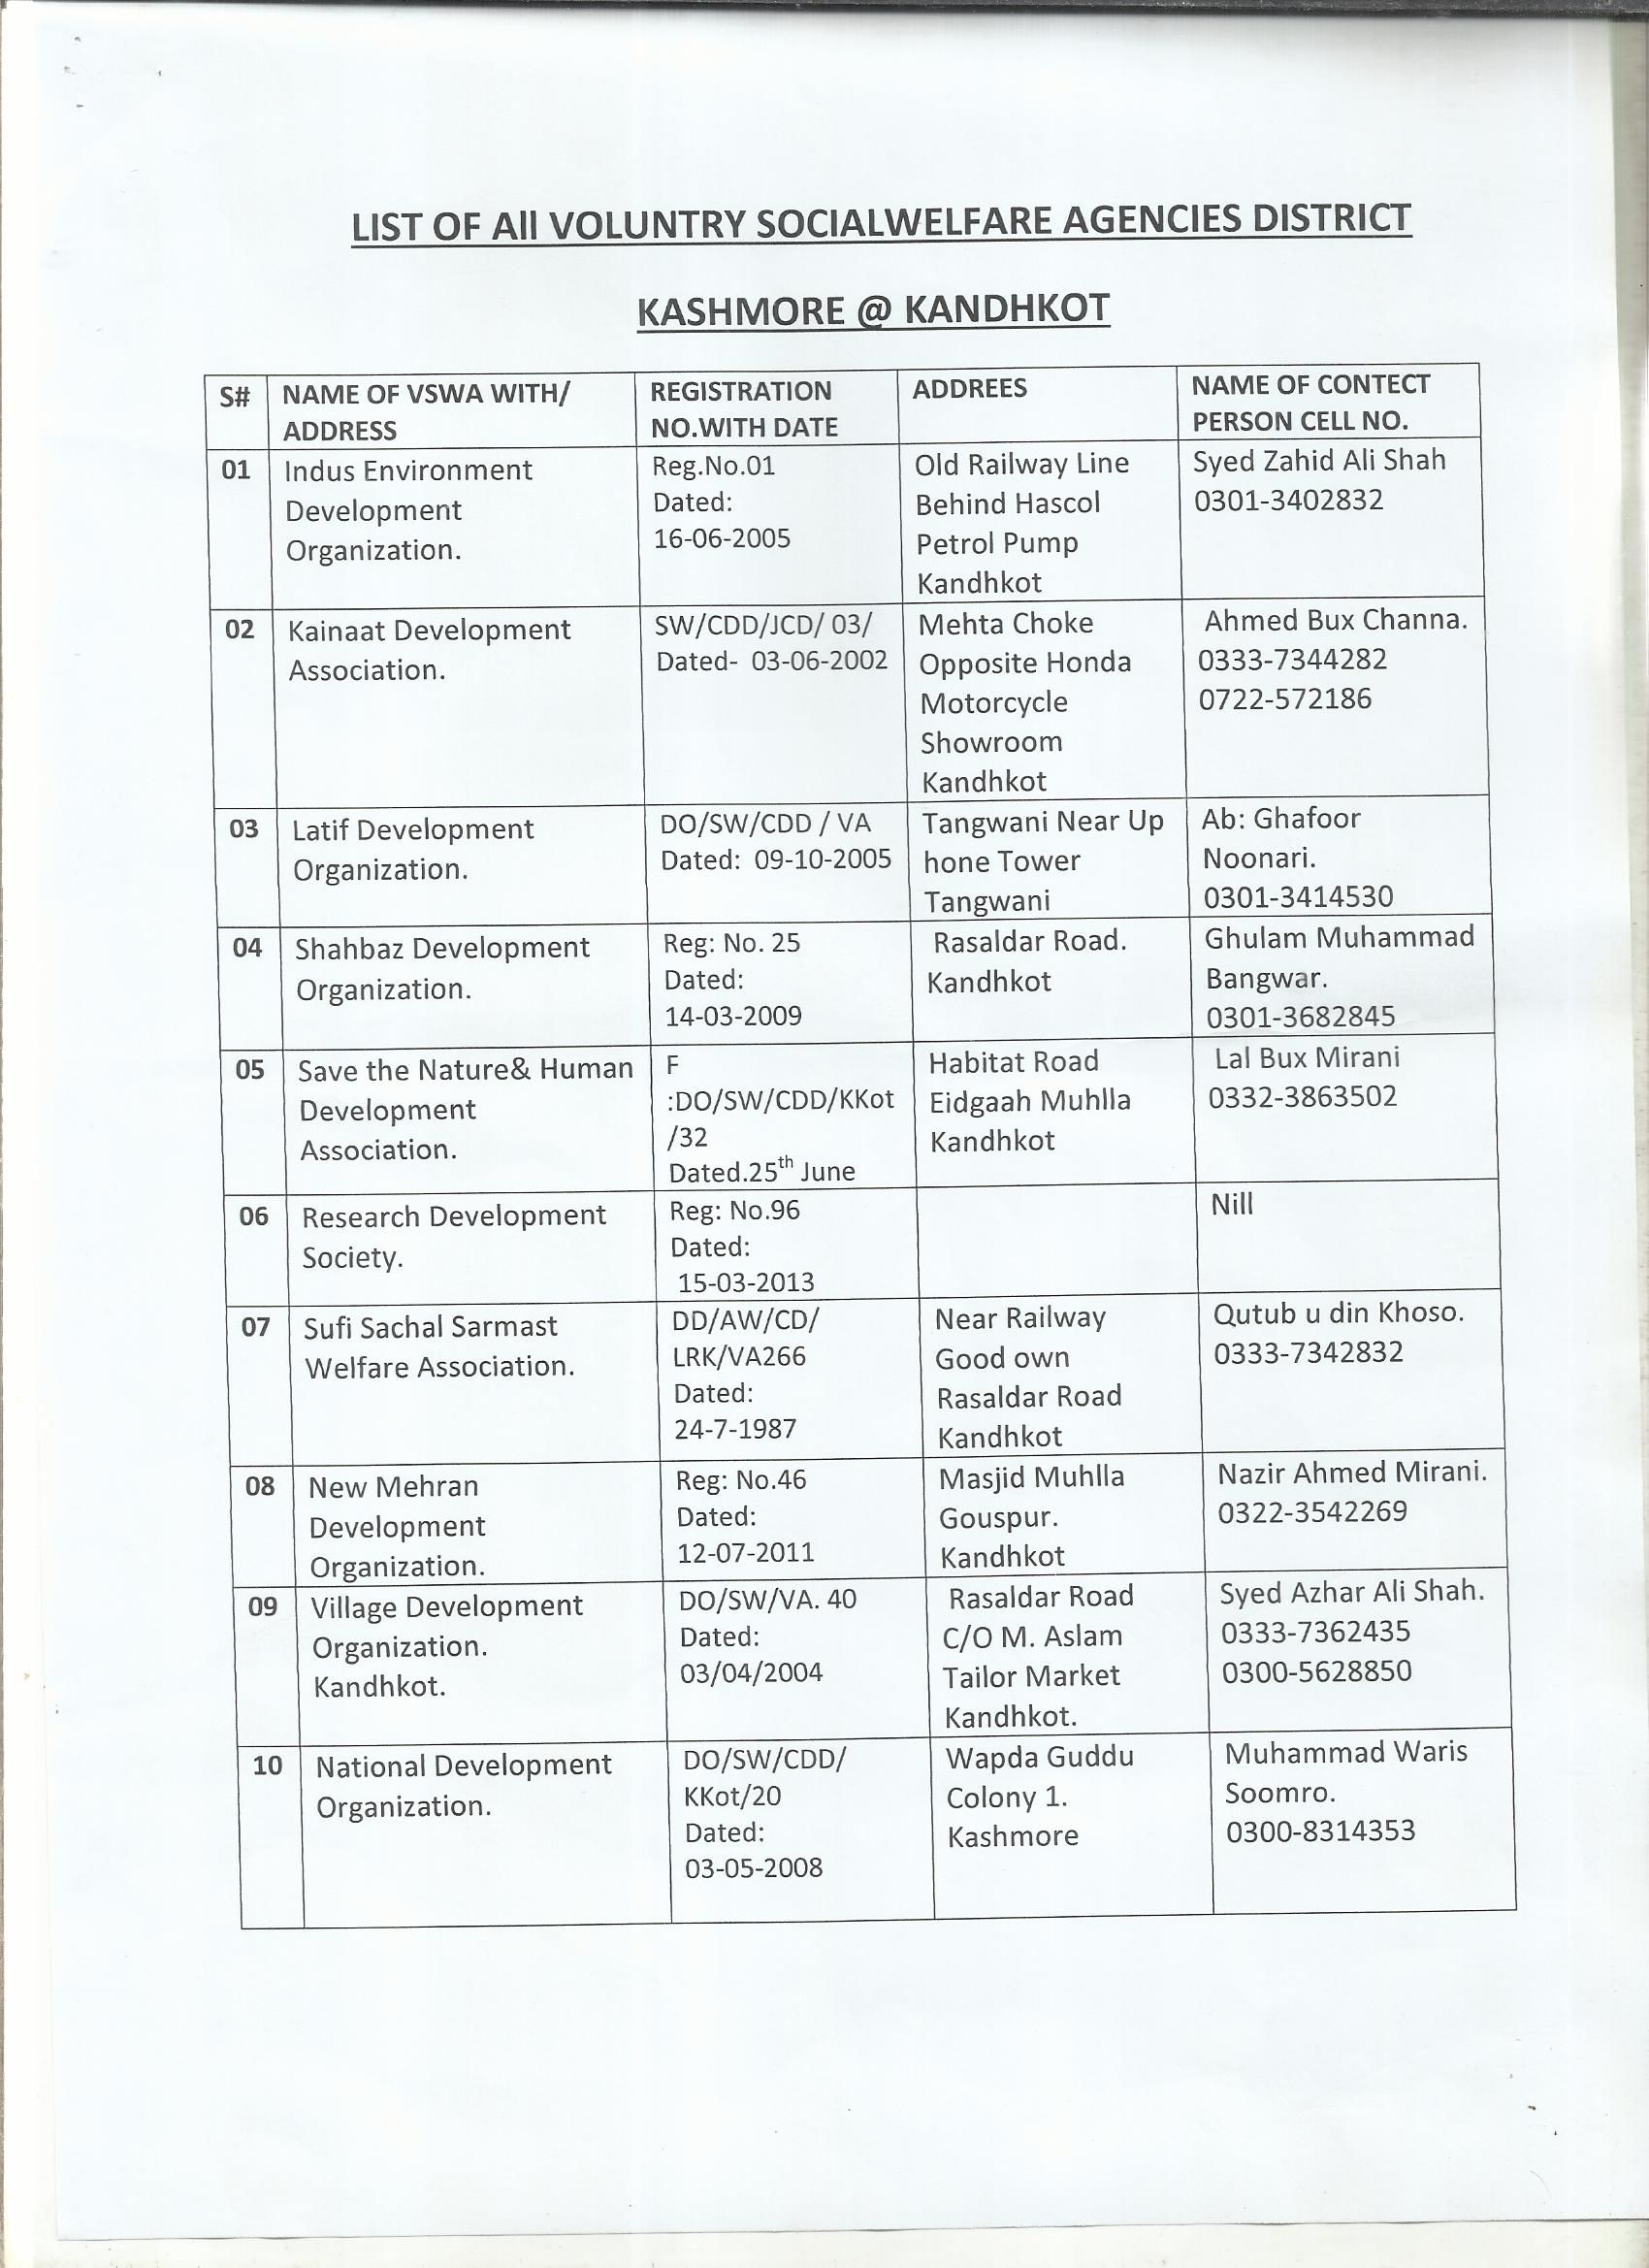 LIST OF All VOLUNTRY SOCIALWELFARE AGENCIES DISTRICT
KASHMORE @ KANDHKOT
S#
NAME OF VSWA WITH/
ADDRESS
REGISTRATION
NO.WITH DATE
ADDREES
NAME OF CONTECT
PERSON CELL NO.
01
Indus Environment
Development
Organization.
Reg.No.01
Dated:
16-06-2005
Old Railway Line
Behind Hascol
Petrol Pump
Kandhkot
Syed Zahid Ali Shah
0301-3402832
02
Kainaat Development
Association.
SW/CDD/JCD/ 03/
Dated- 03-06-2002
Mehta Choke
Opposite Honda
Motorcycle
Showroom
Kandhkot
Ahmed Bux Channa.
0333-7344282
0722-572186
03
Latif Development
Organization.
DO/SW/CDD / VA
Dated: 09-10-2005
Tangwani Near Up
hone Tower
Tangwani
Ab: Ghafoor
Noonari.
0301-3414530
04
Shahbaz Development
Organization.
Reg: No. 25
Dated:
14-03-2009
Rasaldar Road.
Kandhkot
Ghulam Muhammad
Bangwar.
0301-3682845
05
Save the Nature& Human
Development
Association.
F
:DO/SW/CDD/KKot
/32
Dated.25th June
Habitat Road
Eidgaah Muhlla
Kandhkot
Lal Bux Mirani
0332-3863502
06
Research Development
Society.
Reg: No.96
Dated:
15-03-2013
Nill
07
Sufi Sachal Sarmast
Welfare Association.
DD/AW/CD/
LRK/VA266
Dated:
24-7-1987
Near Railway
Good own
Rasaldar Road
Kandhkot
Qutub u din Khoso.
0333-7342832
08
New Mehran
Development
Organization.
Reg: No.46
Dated:
12-07-2011
Masjid Muhlla
Gouspur.
Kandhkot
Nazir Ahmed Mirani.
0322-3542269
09
Village Development
Organization.
Kandhkot.
DO/SW/VA. 40
Dated:
03/04/2004
Rasaldar Road
C/O M. Aslam
Tailor Market
Kandhkot.
Syed Azhar Ali Shah.
0333-7362435
0300-5628850
10
National Development
Organization.
DO/SW/CDD/
KKot/20
Dated:
03-05-2008
Wapda Guddu
Colony 1.
Kashmore
Muhammad Waris
Soomro.
0300-8314353